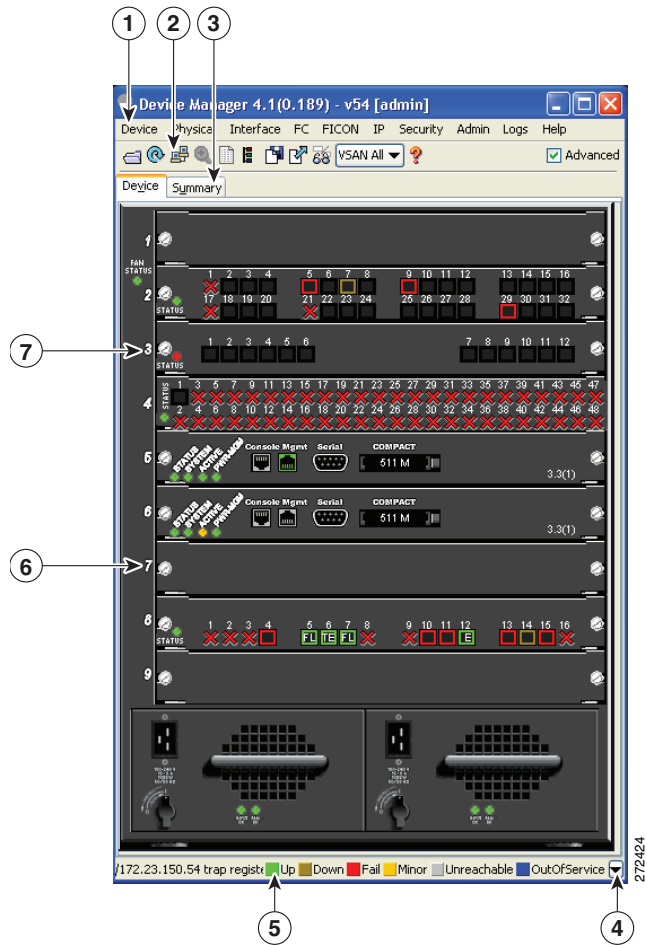 1 2 3
Device Manager 4.1(0.189) - v54 [admin]
Device Physical Interface FC FICON IP Security Admin Logs Help
VSAN All Advanced
Device Summary
1
FAN
STATUS
1 2 3 4 5 6 7 8 9 10 11 12 13 14 15 16
2
17 18 19 20 21 22 23 24 25 26 27 28 29 30 31 32
STATUS
7
3
1 2 3 4 5 6 7 8 9 10 11 12
STATUS
4
STATUS
1 3 5 7 9 11 13 15 17 19 21 23 25 27 29 31 33 35 37 39 41 43 45 47
2 4 6 8 10 12 14 16 18 20 22 24 26 28 30 32 34 36 38 40 42 44 46 48
5
STATUS SYSTEM ACTIVE PWR-MGM
Console Mgmt Serial COMPACT
511 M
3.3(1)
6
STATUS SYSTEM ACTIVE PWR-MGM
Console Mgmt Serial COMPACT
511 M
3.3(1)
6
7
8
STATUS
1 2 3 4 5 6 7 8 9 10 11 12 13 14 15 16
FL TE FL E
9
INPUT OK FAN OK INPUT OK FAN OK
/172.23.150.54 trap registe Up Down Fail Minor Unreachable OutOfService
272424
5 4